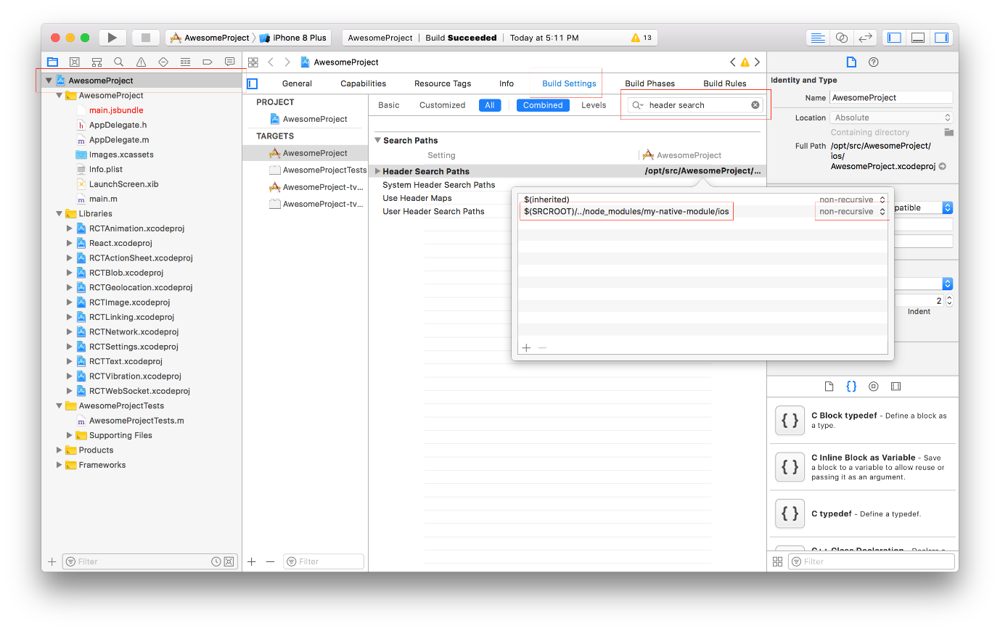 AwesomeProject
iPhone 8 Plus
AwesomeProject
Build Succeeded
Today at 5:11 PM
13
AwesomeProject
AwesomeProject
main.jsbundle
AppDelegate.h
AppDelegate.m
Images.xcassets
Info.plist
LaunchScreen.xib
main.m
Libraries
RCTAnimation.xcodeproj
React.xcodeproj
RCTActionSheet.xcodeproj
RCTBlob.xcodeproj
RCTGeolocation.xcodeproj
RCTImage.xcodeproj
RCTLinking.xcodeproj
RCTNetwork.xcodeproj
RCTSettings.xcodeproj
RCTText.xcodeproj
RCTVibration.xcodeproj
RCTWebSocket.xcodeproj
AwesomeProjectTests
AwesomeProjectTests.m
Supporting Files
Products
Frameworks
Filter
AwesomeProject
General
Capabilities
Resource Tags
Info
Build Settings
Build Phases
Build Rules
PROJECT
AwesomeProject
TARGETS
AwesomeProject
AwesomeProjectTests
AwesomeProject-tv...
AwesomeProject-tv...
Filter
Basic
Customized
All
Combined
Levels
header search
Search Paths
Setting
AwesomeProject
Header Search Paths
/opt/src/AwesomeProject/...
System Header Search Paths
Use Header Maps
User Header Search Paths
$(inherited)
non-recursive
$(SRCROOT)/../node_modules/my-native-module/ios
non-recursive
Identity and Type
Name
AwesomeProject
Location
Absolute
Containing directory
Full Path
/opt/src/AwesomeProject/
ios/
AwesomeProject.xcodeproj
patible
2
Indent
{ }
C Block typedef - Define a block as
a type.
{ }
C Inline Block as Variable - Save
a block to a variable to allow reuse or
passing it as an argument.
{ }
C typedef - Define a typedef.
C++ Class Declaration - Declare a
Filter